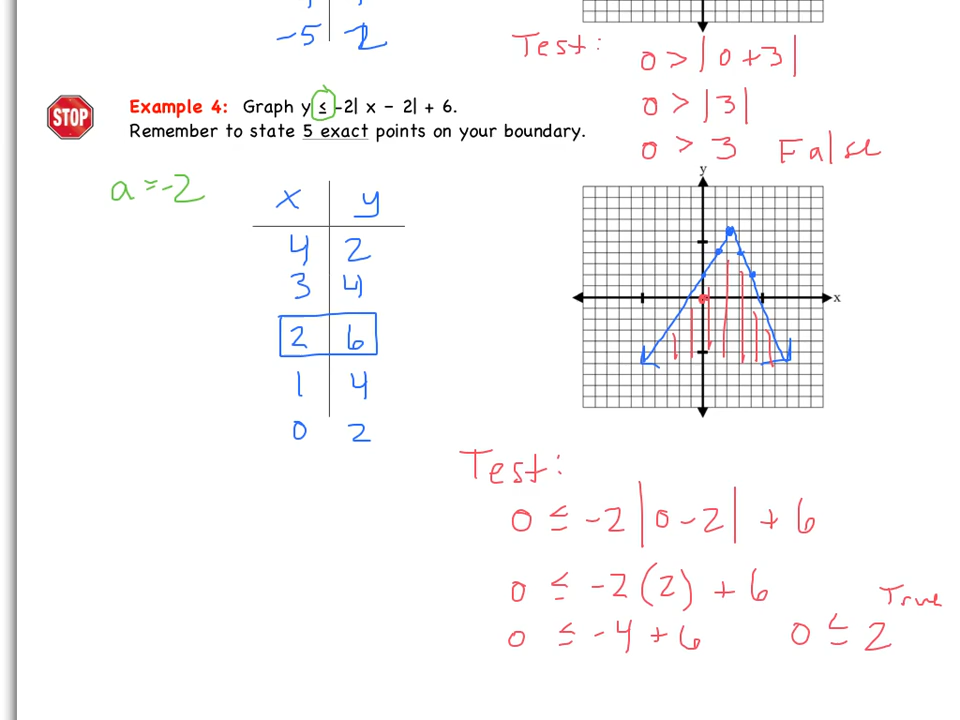 -5 2
Test:
0 > |0 + 3|
0 > |3|
0 > 3 False
STOP
Example 4: Graph y ≤ -2| x - 2| + 6.
Remember to state 5 exact points on your boundary.
a = -2
x y
4 2
3 4
2 6
1 4
0 2
y
x
Test:
0 ≤ -2|0 - 2| + 6
0 ≤ -2(2) + 6
0 ≤ -4 + 6 0 ≤ 2 True